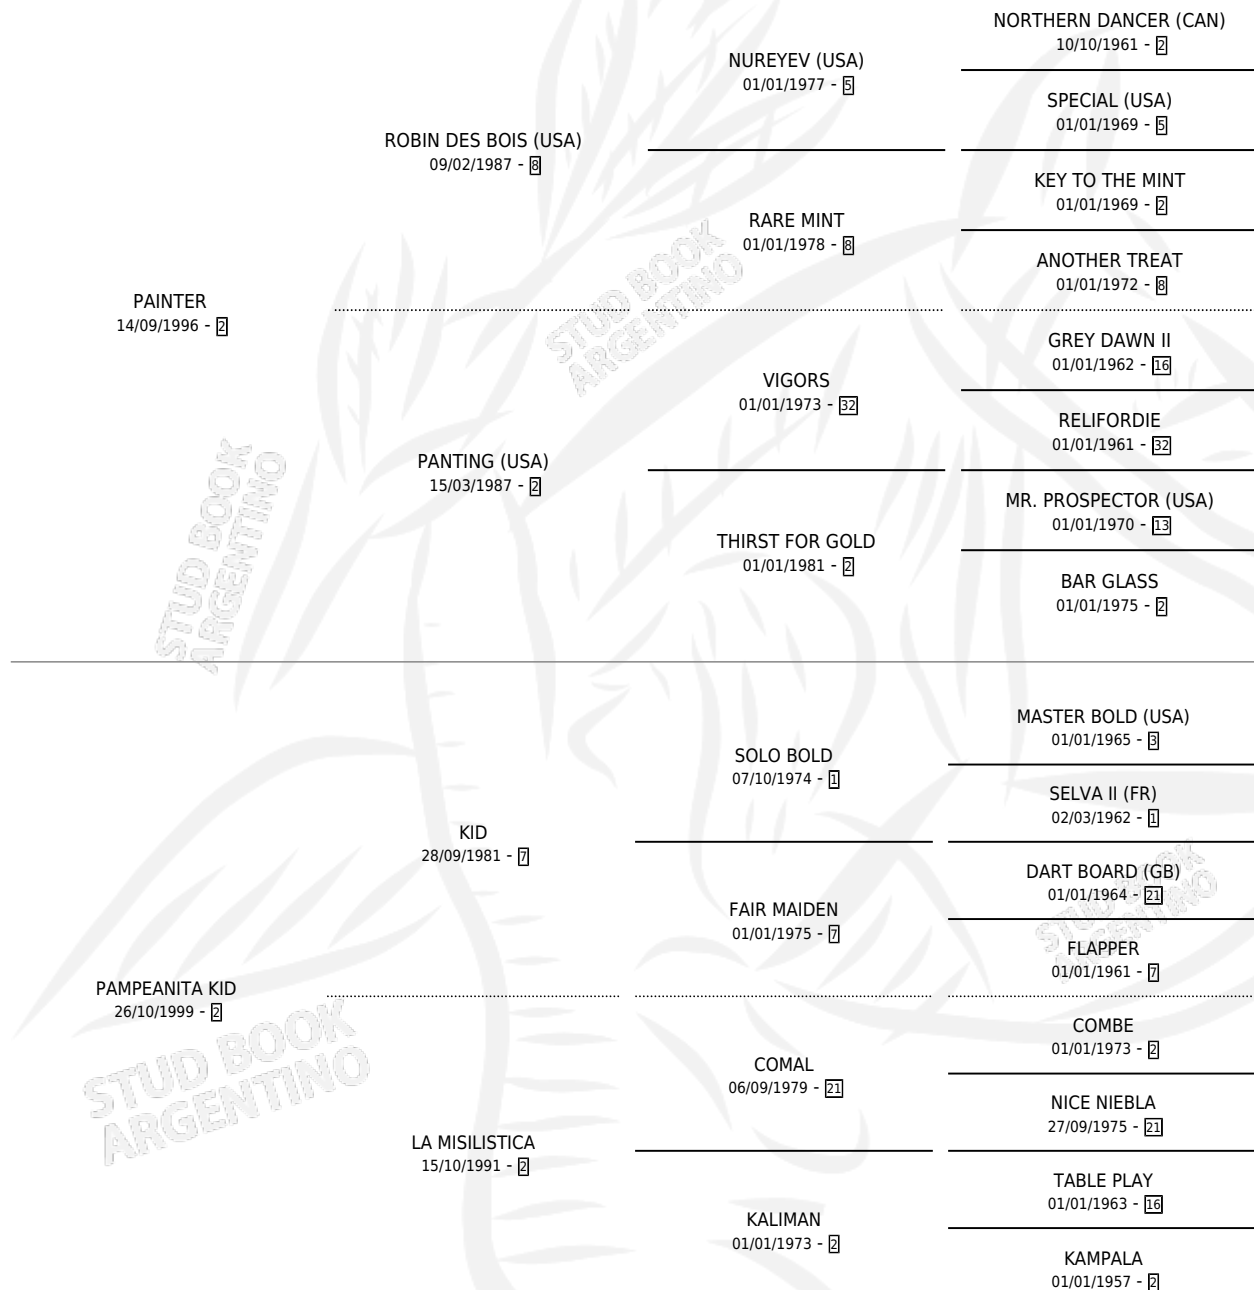 NORTHERN DANCER (CAN)
10/10/1961 - 2
NUREYEV (USA)
01/01/1977 - 5
SPECIAL (USA)
01/01/1969 - 5
ROBIN DES BOIS (USA)
09/02/1987 - 8
KEY TO THE MINT
01/01/1969 - 2
RARE MINT
01/01/1978 - 8
ANOTHER TREAT
01/01/1972 - 8
PAINTER
14/09/1996 - 2
STUD BOOK
ARGENTINO
GREY DAWN II
01/01/1962 - 16
VIGORS
01/01/1973 - 32
RELIFORDIE
01/01/1961 - 32
PANTING (USA)
15/03/1987 - 2
MR. PROSPECTOR (USA)
01/01/1970 - 13
THIRST FOR GOLD
01/01/1981 - 2
BAR GLASS
01/01/1975 - 2
STUD BOOK
ARGENTINO
MASTER BOLD (USA)
01/01/1965 - 3
SOLO BOLD
07/10/1974 - 1
SELVA II (FR)
02/03/1962 - 1
KID
28/09/1981 - 7
DART BOARD (GB)
01/01/1964 - 21
STUD BOOK
ARGENTINO
FAIR MAIDEN
01/01/1975 - 7
FLAPPER
01/01/1961 - 7
PAMPEANITA KID
26/10/1999 - 2
STUD BOOK
ARGENTINO
COMBE
01/01/1973 - 2
COMAL
06/09/1979 - 21
NICE NIEBLA
27/09/1975 - 21
LA MISILISTICA
15/10/1991 - 2
TABLE PLAY
01/01/1963 - 16
KALIMAN
01/01/1973 - 2
KAMPALA
01/01/1957 - 2